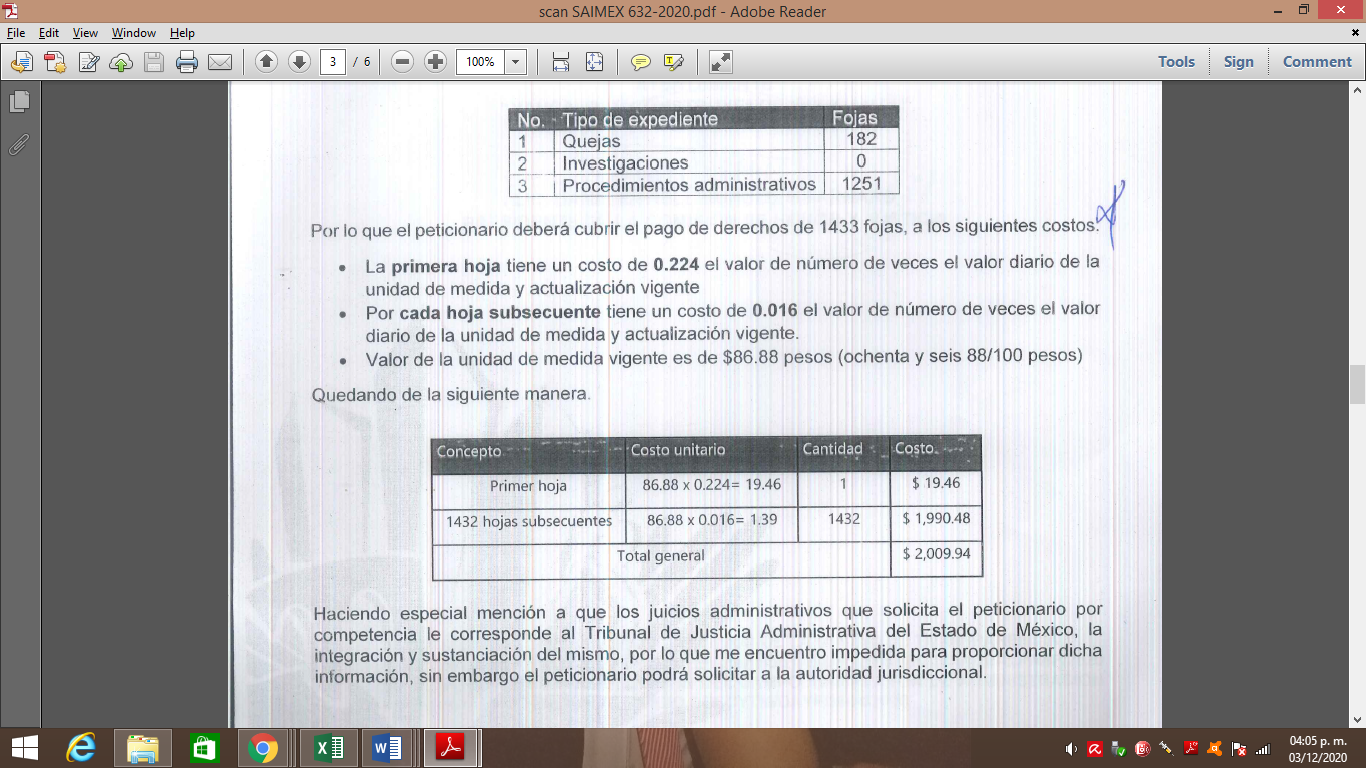 scan SAIMEX 632-2020.pdf - Adobe Reader
File Edit View Window Help
3 / 6 100% Tools Sign Comment
No. Tipo de expediente Fojas
1 Quejas 182
2 Investigaciones 0
3 Procedimientos administrativos 1251
Por lo que el peticionario deberá cubrir el pago de derechos de 1433 fojas, a los siguientes costos:
• La primera hoja tiene un costo de 0.224 el valor de número de veces el valor diario de la
unidad de medida y actualización vigente
• Por cada hoja subsecuente tiene un costo de 0.016 el valor de número de veces el valor
diario de la unidad de medida y actualización vigente.
• Valor de la unidad de medida vigente es de $86.88 pesos (ochenta y seis 88/100 pesos)
Quedando de la siguiente manera.
Concepto Costo unitario Cantidad Costo
Primer hoja 86.88 x 0.224= 19.46 1 $ 19.46
1432 hojas subsecuentes 86.88 x 0.016= 1.39 1432 $ 1,990.48
Total general $ 2,009.94
Haciendo especial mención a que los juicios administrativos que solicita el peticionario por
competencia le corresponde al Tribunal de Justicia Administrativa del Estado de México, la
integración y sustanciación del mismo, por lo que me encuentro impedida para proporcionar dicha
información, sin embargo el peticionario podrá solicitar a la autoridad jurisdiccional.
04:05 p. m.
03/12/2020